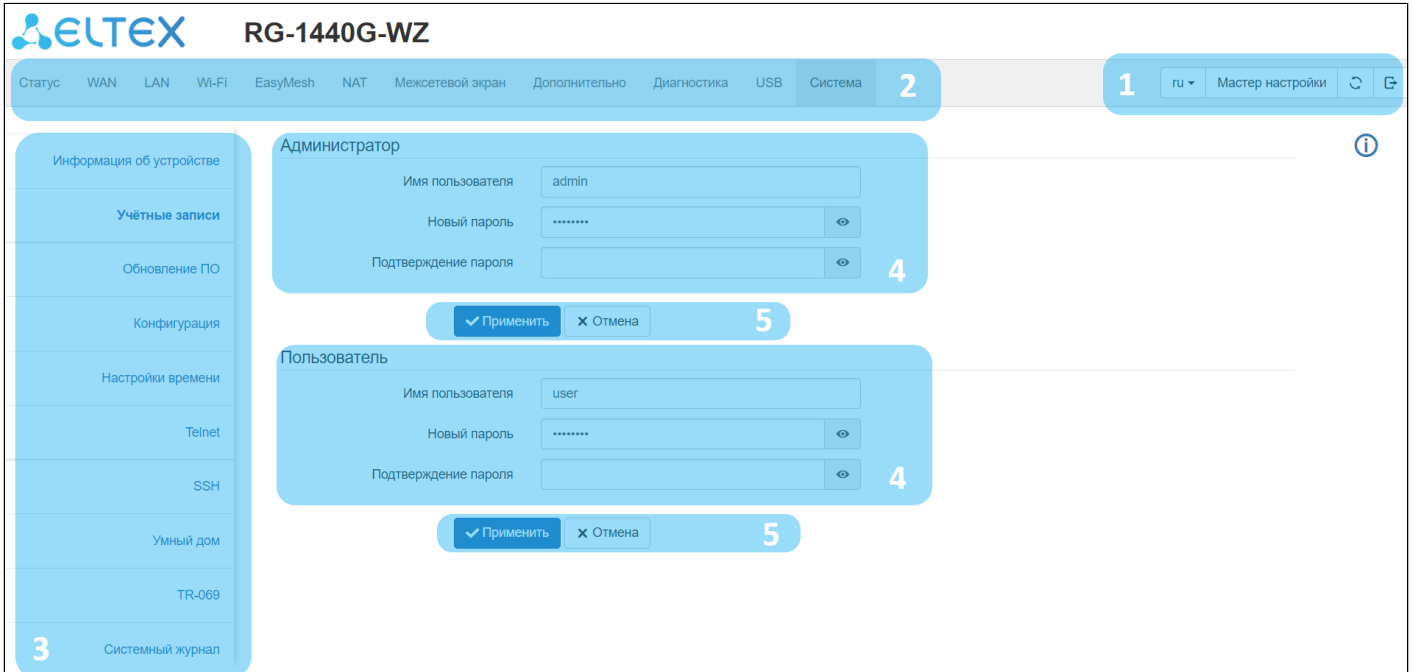 ELTEX RG-1440G-WZ
Статус WAN LAN Wi-Fi EasyMesh NAT Межсетевой экран Дополнительно Диагностика USB Система 2 1 ru Мастер настройки
Информация об устройстве
Учётные записи
Обновление ПО
Конфигурация
Настройки времени
Telnet
SSH
Умный дом
TR-069
3 Системный журнал
Администратор
Имя пользователя admin
Новый пароль ••••••••
Подтверждение пароля
4
Применить Отмена 5
Пользователь
Имя пользователя user
Новый пароль ••••••••
Подтверждение пароля
4
Применить Отмена 5